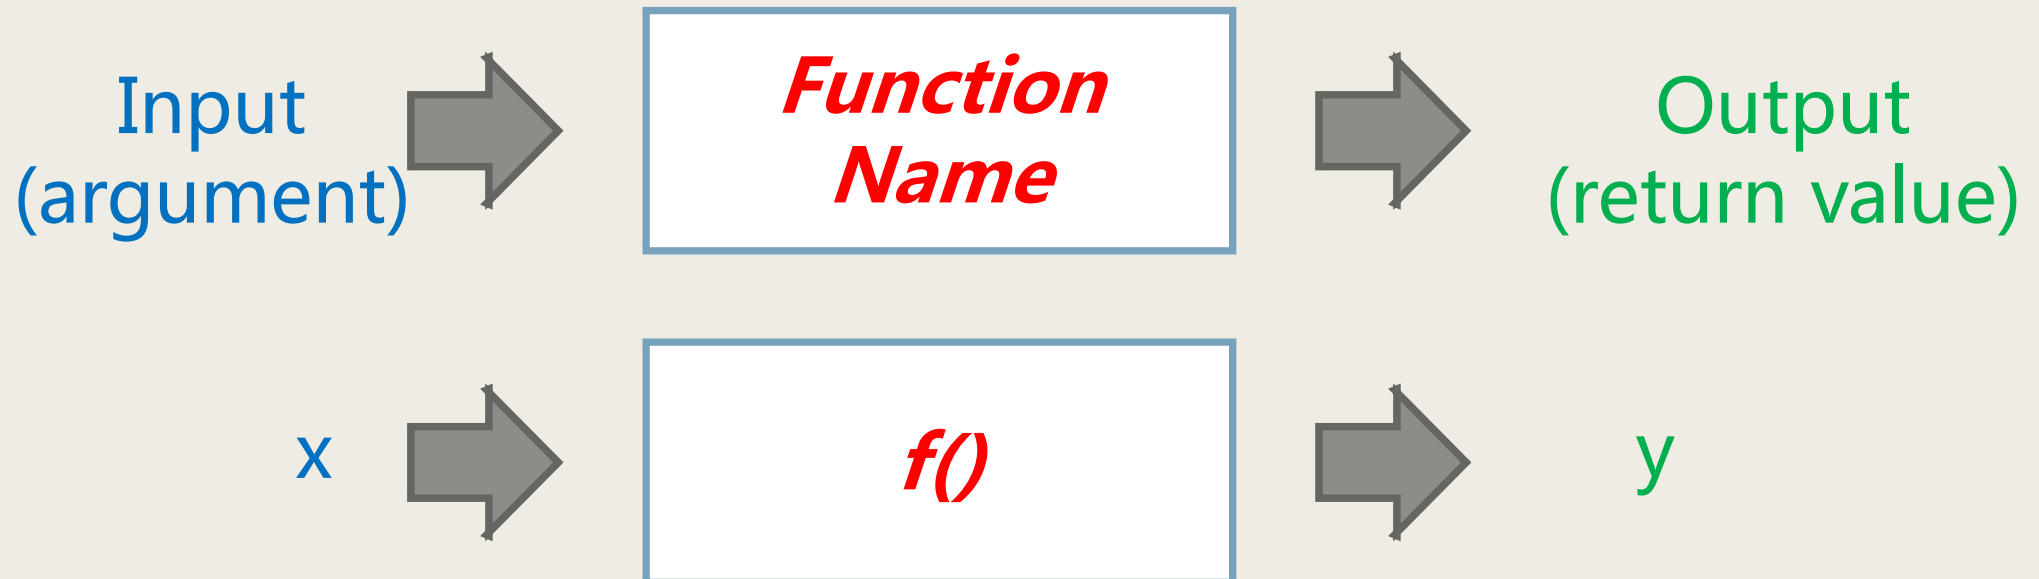 Input
(argument)
Function
Name
Output
(return value)
x
f()
y